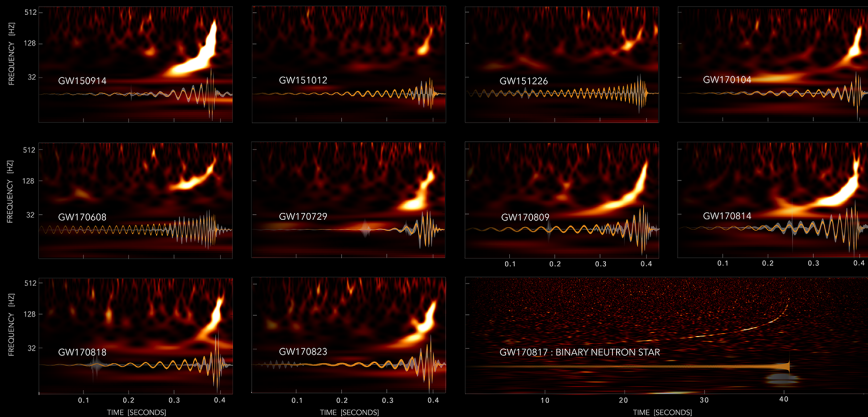 FREQUENCY [HZ]
512
128
32
GW150914
GW151012
GW151226
GW170104
FREQUENCY [HZ]
512
128
32
GW170608
GW170729
GW170809
GW170814
0.1 0.2 0.3 0.4
0.1 0.2 0.3 0.4
FREQUENCY [HZ]
512
128
32
GW170818
GW170823
GW170817 : BINARY NEUTRON STAR
0.1 0.2 0.3 0.4
0.1 0.2 0.3 0.4
10 20 30 40
TIME [SECONDS]
TIME [SECONDS]
TIME [SECONDS]